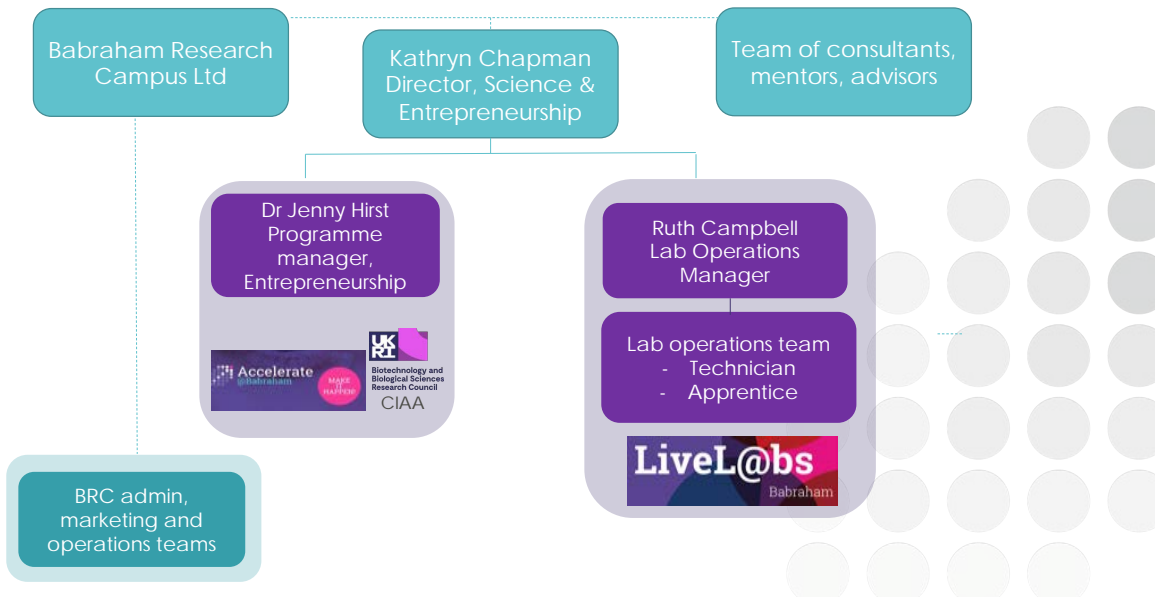 Babraham Research
Campus Ltd
Kathryn Chapman
Director, Science &
Entrepreneurship
Team of consultants,
mentors, advisors
Dr Jenny Hirst
Programme
manager,
Entrepreneurship
Accelerate
@Babraham
MAKE
IT
HAPPEN!
UK
RI
Biotechnology and
Biological Sciences
Research Council
CIAA
Ruth Campbell
Lab Operations
Manager
Lab operations team
- Technician
- Apprentice
LiveL@bs
Babraham
BRC admin,
marketing and
operations teams